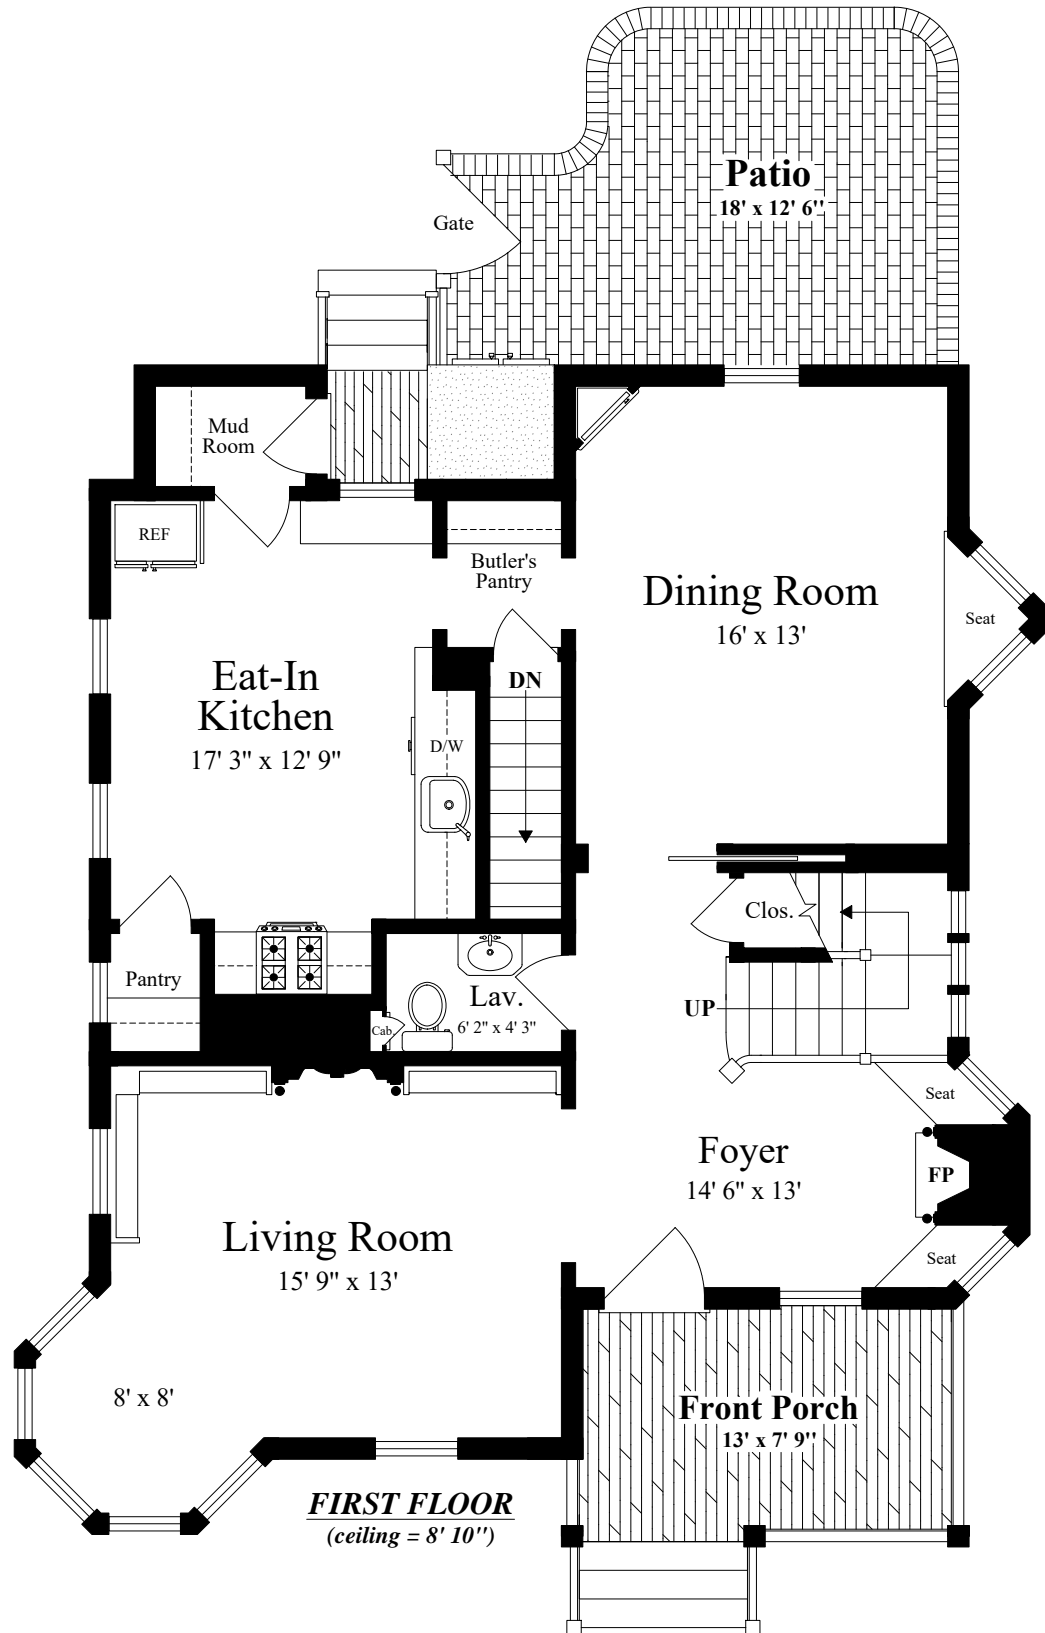 Patio
18' x 12' 6"
Gate
Mud
Room
REF
Butler's
Pantry
Dining Room
16' x 13'
Seat
Eat-In
Kitchen
17' 3" x 12' 9"
DN
D/W
Clos.
Pantry
Lav.
6' 2" x 4' 3"
Cab.
UP
Seat
Foyer
14' 6" x 13'
FP
Living Room
15' 9" x 13'
Seat
8' x 8'
Front Porch
13' x 7' 9"
FIRST FLOOR
(ceiling = 8' 10")